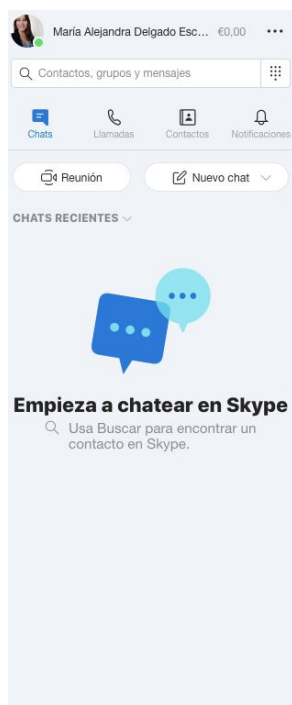 María Alejandra Delgado Esc... €0,00
Contactos, grupos y mensajes
Chats Llamadas Contactos Notificaciones
Reunión Nuevo chat
CHATS RECIENTES
Empieza a chatear en Skype
Usa Buscar para encontrar un
contacto en Skype.